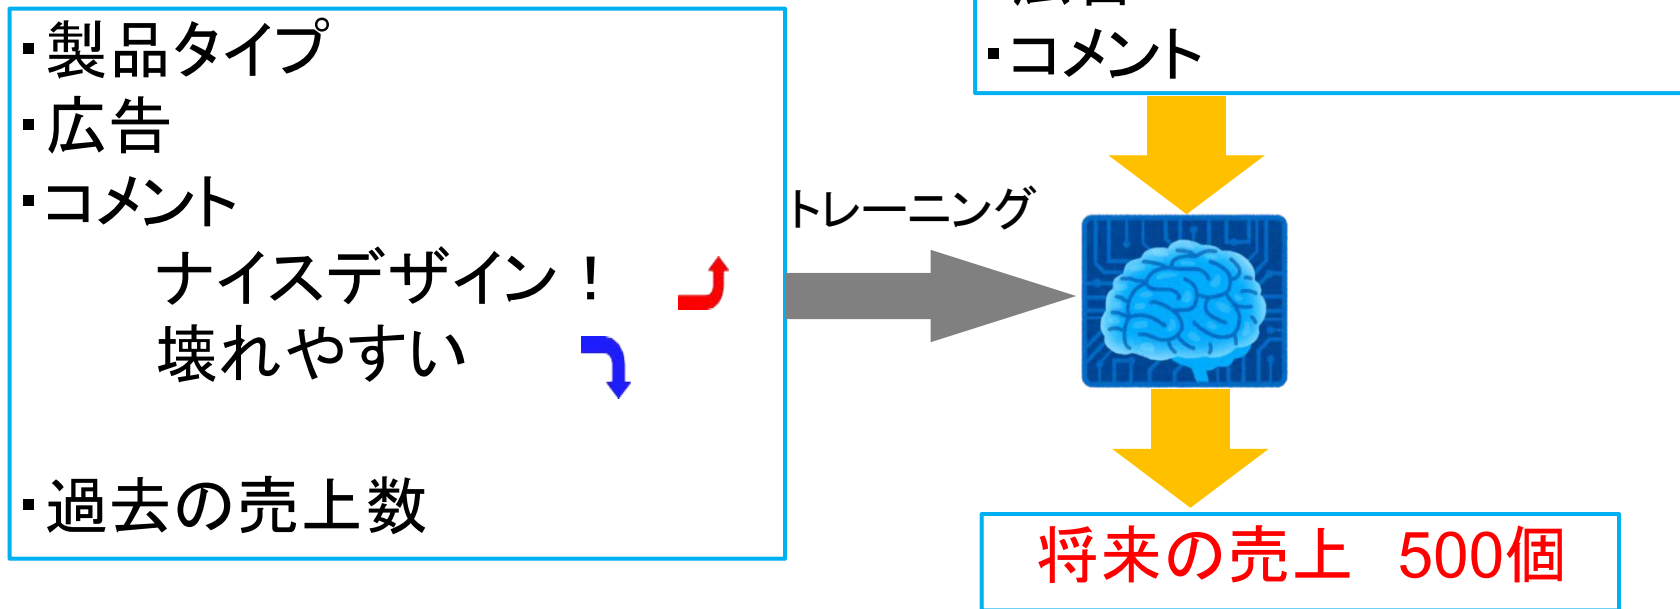 ・製品タイプ
・広告
・コメント
ナイスデザイン！
壊れやすい
・過去の売上数
トレーニング
・コメント
将来の売上　500個